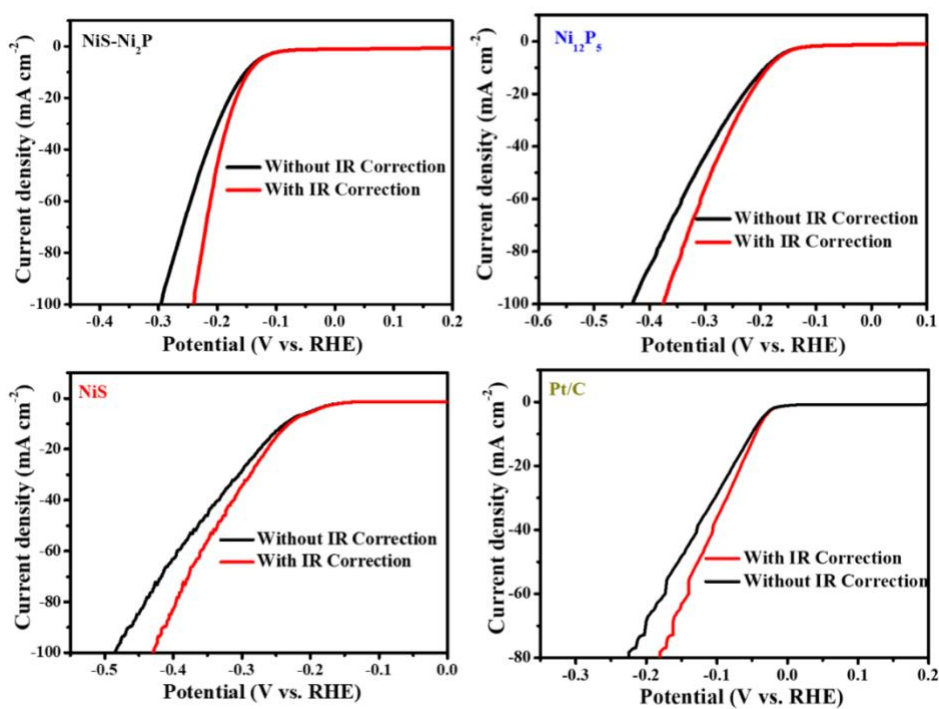 NiS-Ni₂P
Current density (mA cm⁻²)
0
-20
-40
-60
-80
-100
Without IR Correction
With IR Correction
-0.4 -0.3 -0.2 -0.1 0.0 0.1 0.2
Potential (V vs. RHE)
Ni₁₂P₅
Current density (mA cm⁻²)
0
-20
-40
-60
-80
-100
Without IR Correction
With IR Correction
-0.6 -0.5 -0.4 -0.3 -0.2 -0.1 0.0 0.1
Potential (V vs. RHE)
NiS
Current density (mA cm⁻²)
0
-20
-40
-60
-80
-100
Without IR Correction
With IR Correction
-0.5 -0.4 -0.3 -0.2 -0.1 0.0
Potential (V vs. RHE)
Pt/C
Current density (mA cm⁻²)
0
-20
-40
-60
-80
With IR Correction
Without IR Correction
-0.3 -0.2 -0.1 0.0 0.1 0.2
Potential (V vs. RHE)